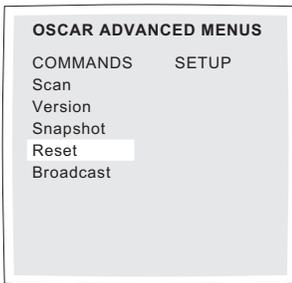 OSCAR ADVANCED MENUS
COMMANDS SETUP
Scan
Version
Snapshot
Reset
Broadcast